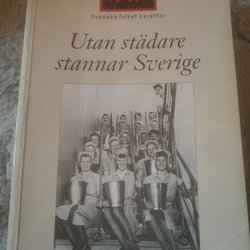 Svenska folket berättar
Utan städare
stannar Sverige